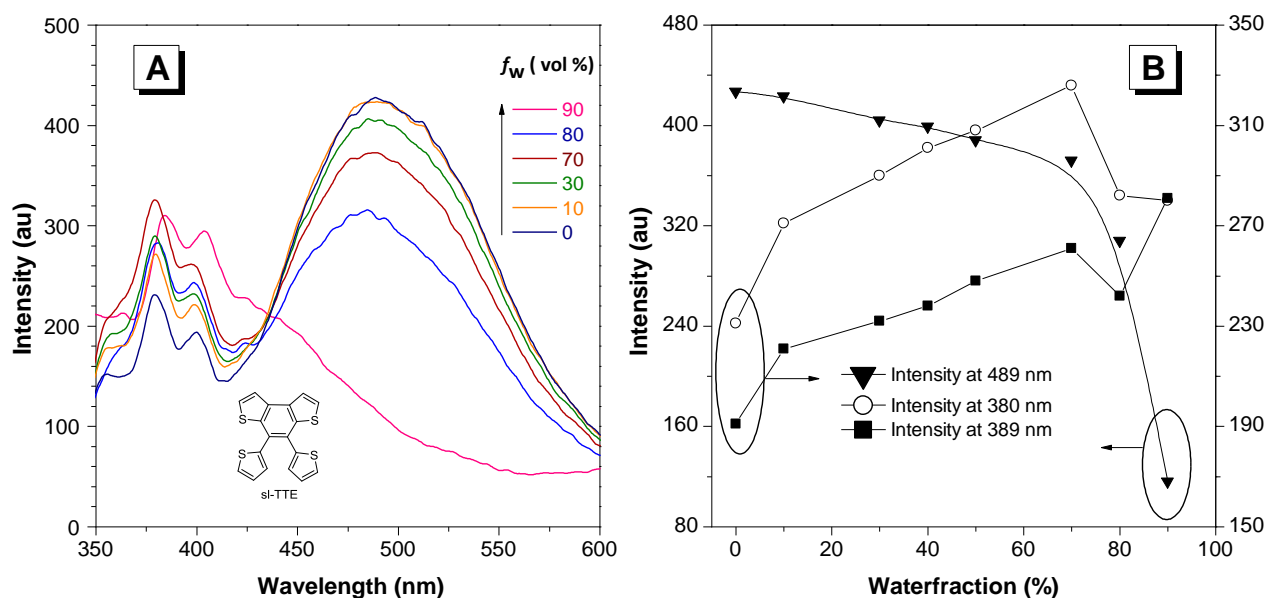 A
500
400
300
200
100
0
Intensity (au)
350
400
450
500
550
600
Wavelength (nm)
fw ( vol %)
90
80
70
30
10
0
S
S
S
S
sl-TTE
B
480
400
320
240
160
80
Intensity (au)
0
20
40
60
80
100
Waterfraction (%)
350
310
270
230
190
150
Intensity at 489 nm
Intensity at 380 nm
Intensity at 389 nm